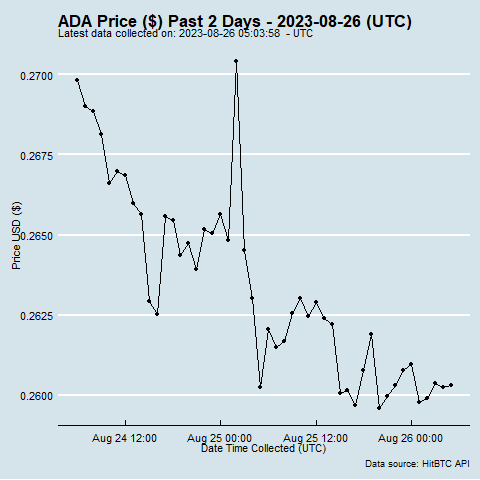 ADA Price ($) Past 2 Days - 2023-08-26 (UTC)
Latest data collected on: 2023-08-26 05:03:58 - UTC
0.2700
0.2675
0.2650
0.2625
0.2600
Price USD ($)
Aug 24 12:00
Aug 25 00:00
Aug 25 12:00
Aug 26 00:00
Date Time Collected (UTC)
Data source: HitBTC API